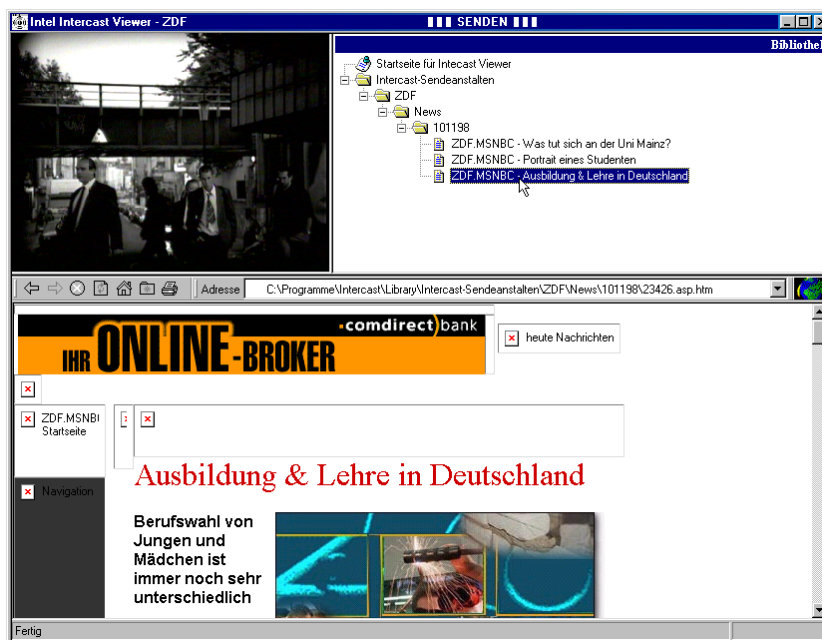 Intel Intercast Viewer - ZDF
SENDEN
Bibliothek
Startseite für Intecast Viewer
Intercast-Sendeanstalten
ZDF
News
101198
ZDF.MSNBC - Was tut sich an der Uni Mainz?
ZDF.MSNBC - Portrait eines Studenten
ZDF.MSNBC - Ausbildung & Lehre in Deutschland
Adresse
C:\Programme\Intercast\Library\Intercast-Sendeanstalten\ZDF\News\101198\23426.asp.htm
comdirect bank
IHR ONLINE-BROKER
heute Nachrichten
ZDF.MSNB
Startseite
Navigation
Ausbildung & Lehre in Deutschland
Berufswahl von
Jungen und
Mädchen ist
immer noch sehr
unterschiedlich
Fertig